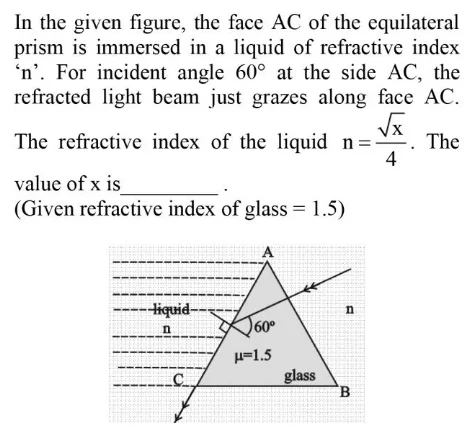 In the given figure, the face AC of the equilateral
prism is immersed in a liquid of refractive index
‘n’. For incident angle 60° at the side AC, the
refracted light beam just grazes along face AC.
The refractive index of the liquid n = √x/4 . The
value of x is__________ .
(Given refractive index of glass = 1.5)
A
liquid
n
n
60°
μ=1.5
glass
C
B